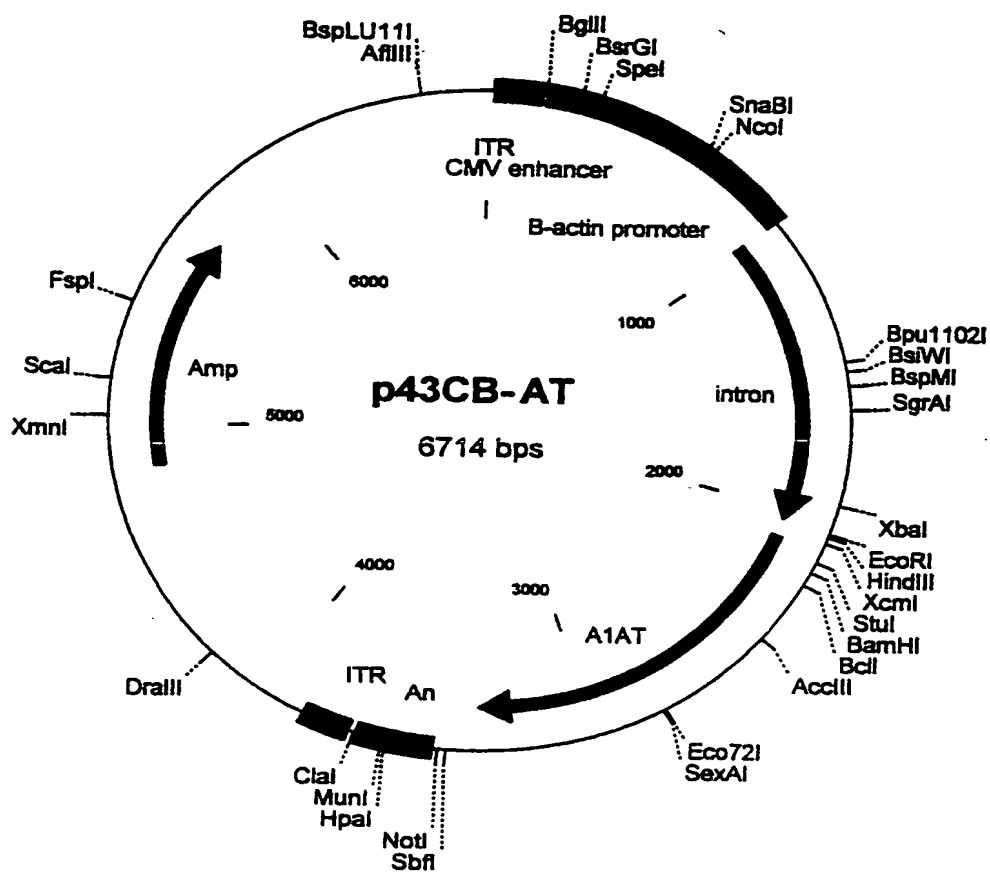 BspLU11I
AflIII
BglII
BsrGI
SpeI
SnaBI
NcoI
ITR
CMV enhancer
B-actin promoter
FspI
6000
1000
Bpu1102I
BsiWI
BspMI
SgrAI
ScaI
Amp
p43CB-AT
intron
XmnI
5000
6718 bps
2000
XbaI
EcoRI
HindIII
XcmI
StuI
BamHI
BclI
AccIII
4000
3000
A1AT
DraIII
ITR
An
Eco72I
SexAI
ClaI
MunI
HpaI
NotI
SbfI